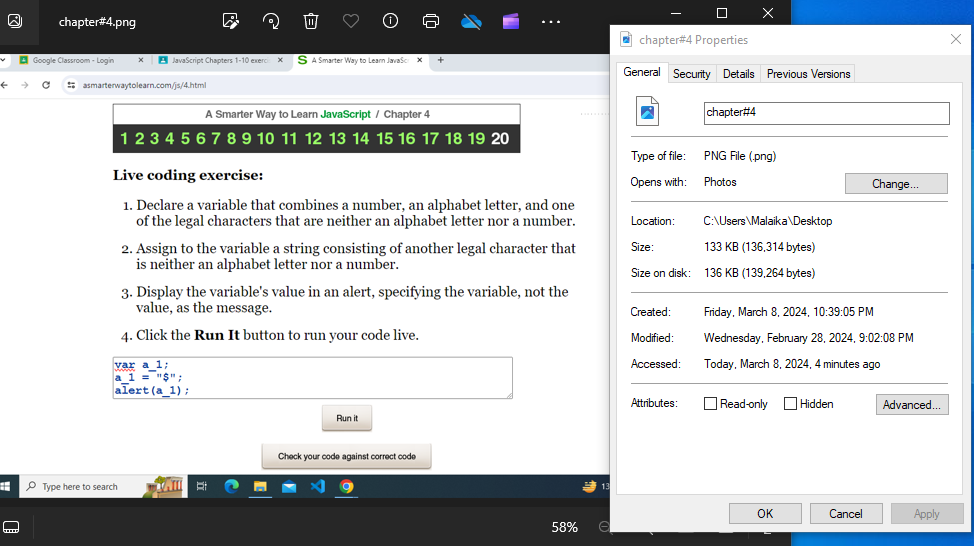 chapter#4.png
Google Classroom - Login
JavaScript Chapters 1-10 exerc
A Smarter Way to Learn JavaSc
asmarterwaytolearn.com/js/4.html
A Smarter Way to Learn JavaScript / Chapter 4
1 2 3 4 5 6 7 8 9 10 11 12 13 14 15 16 17 18 19 20
Live coding exercise:
1. Declare a variable that combines a number, an alphabet letter, and one
of the legal characters that are neither an alphabet letter nor a number.
2. Assign to the variable a string consisting of another legal character that
is neither an alphabet letter nor a number.
3. Display the variable's value in an alert, specifying the variable, not the
value, as the message.
4. Click the Run It button to run your code live.
var a_1;
a_1 = "$";
alert(a_1);
Run it
Check your code against correct code
Type here to search
13
58%
chapter#4 Properties
General
Security
Details
Previous Versions
chapter#4
Type of file: PNG File (.png)
Opens with: Photos
Change...
Location: C:\Users\Malaika\Desktop
Size: 133 KB (136,314 bytes)
Size on disk: 136 KB (139,264 bytes)
Created: Friday, March 8, 2024, 10:39:05 PM
Modified: Wednesday, February 28, 2024, 9:02:08 PM
Accessed: Today, March 8, 2024, 4 minutes ago
Attributes:
Read-only
Hidden
Advanced...
OK
Cancel
Apply